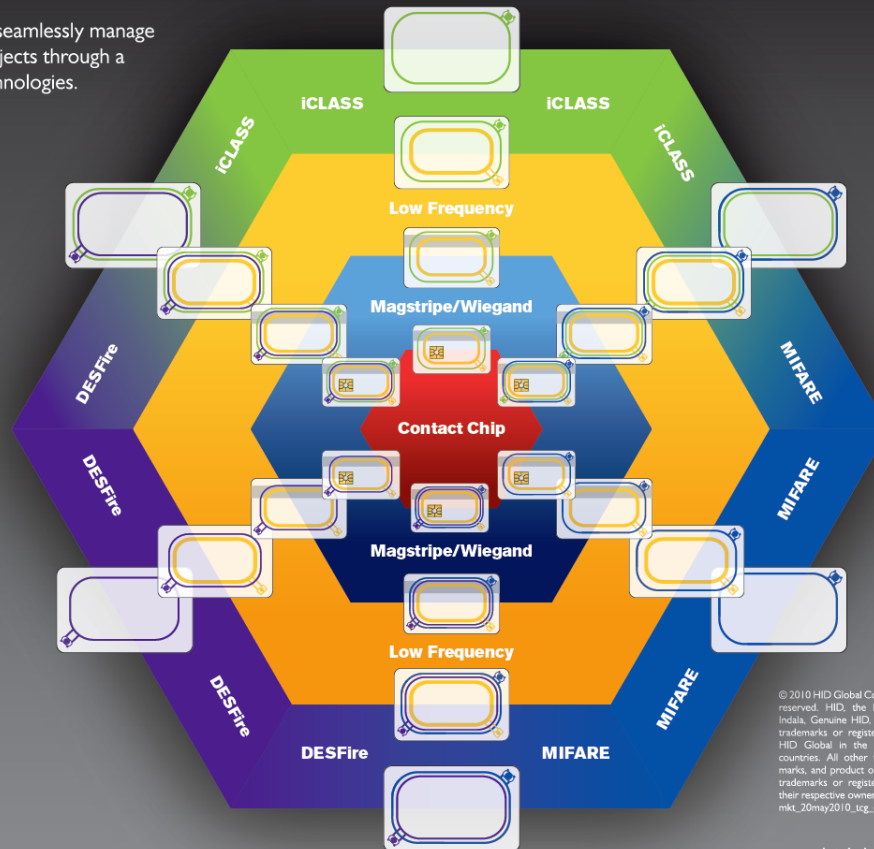 seamlessly manage
jects through a
hnologies.
iCLASS
iCLASS
iCLASS
iCLASS
Low Frequency
Magstripe/Wiegand
DESFire
MIFARE
Contact Chip
DESFire
MIFARE
Magstripe/Wiegand
Low Frequency
DESFire
MIFARE
DESFire
MIFARE
© 2010 HID Global Co
reserved. HID, the
Indala, Genuine HID,
trademarks or registe
HID Global in the
countries. All other
marks, and product o
trademarks or registe
their respective owner
mkt_20may2010_tcg_